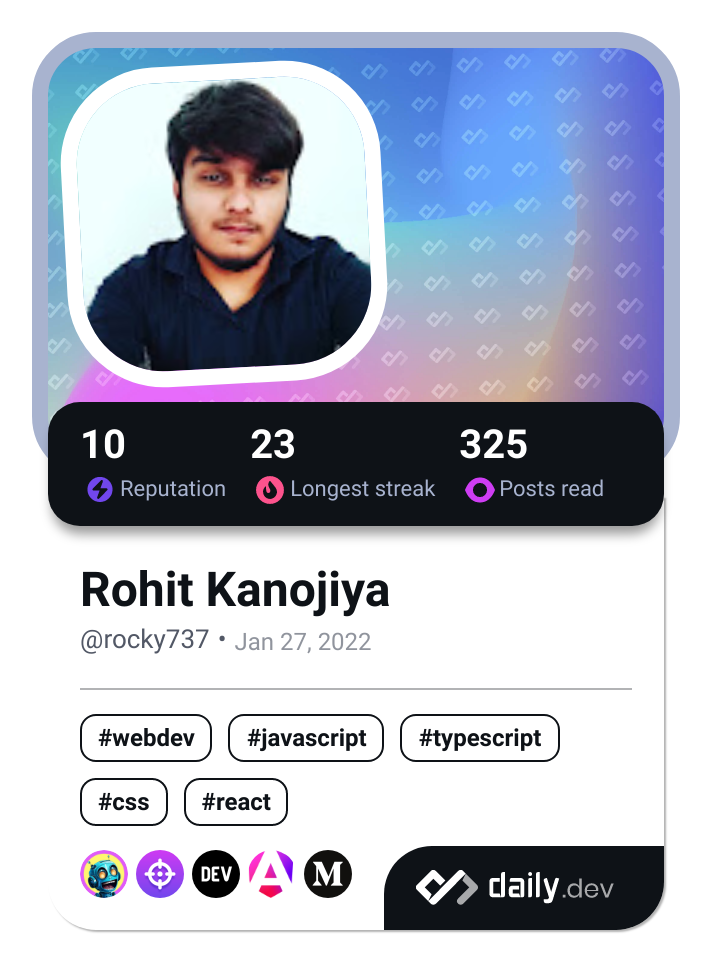 10 23 325
Reputation Longest streak Posts read
Rohit Kanojiya
@rocky737 • Jan 27, 2022
#webdev #javascript #typescript
#css #react
DEV A M daily.dev